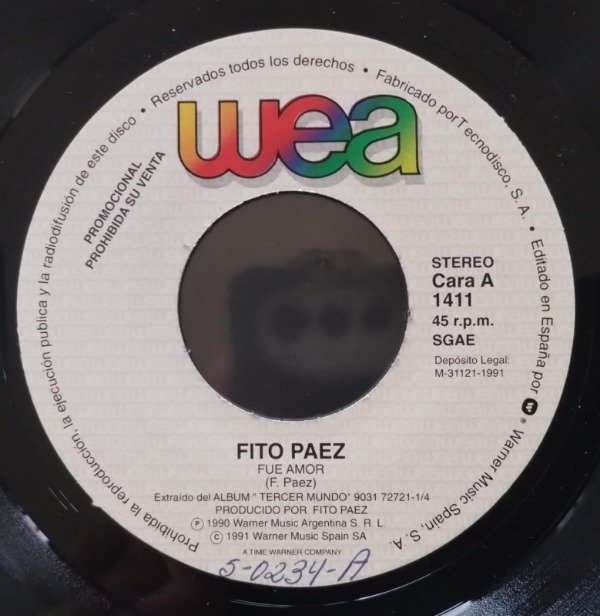 Prohibida la reproducción, la ejecución publica y la radiodifusión de este disco • Reservados todos los derechos • Fabricado por Tecnodisco, S.A. • Editado en España por ® Warner Music Spain, S.A.
wea
PROMOCIONAL
PROHIBIDA SU VENTA
STEREO
Cara A
1411
45 r.p.m.
SGAE
Depósito Legal:
M-31121-1991
FITO PAEZ
FUE AMOR
(F. Paez)
Extraído del ALBUM " TERCER MUNDO" 9031 72721-1/4
PRODUCIDO POR FITO PAEZ
℗ 1990 Warner Music Argentina S. R. L.
© 1991 Warner Music Spain SA
A TIME WARNER COMPANY
5-0234-A